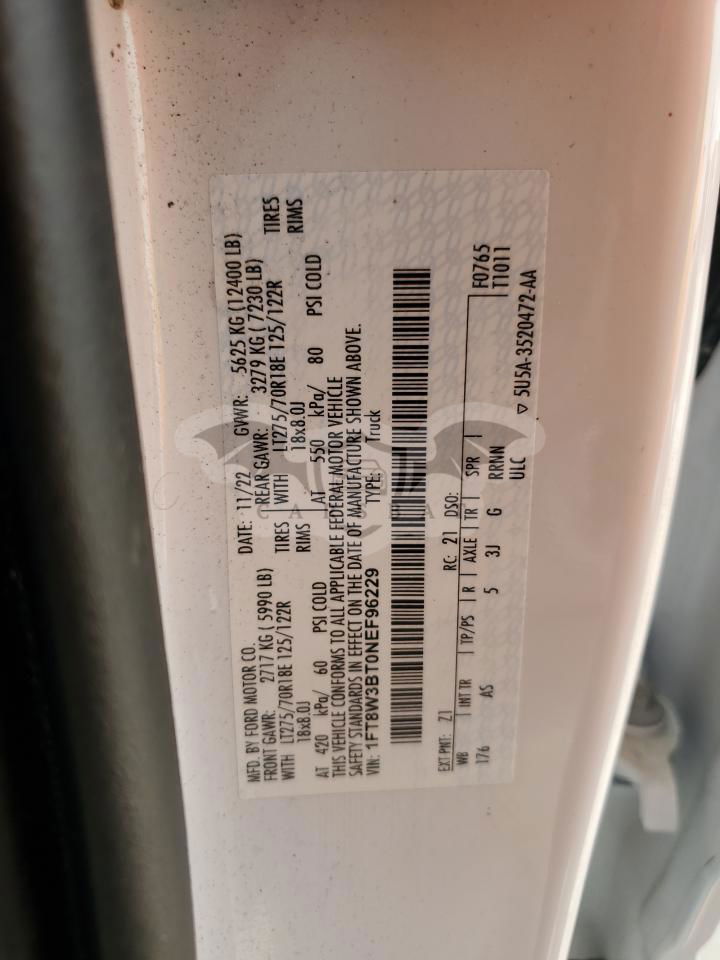 MFD. BY FORD MOTOR CO.
DATE: 11/22 GVWR: 5625 KG (12400 LB)
FRONT GAWR: 2717 KG ( 5990 LB) REAR GAWR: 3279 KG ( 7230 LB)
WITH LT275/70R18E 125/122R TIRES WITH LT275/70R18E 125/122R TIRES
18x8.0J RIMS 18x8.0J RIMS
AT 420 kPa/ 60 PSI COLD AT 550 kPa/ 80 PSI COLD
THIS VEHICLE CONFORMS TO ALL APPLICABLE FEDERAL MOTOR VEHICLE
SAFETY STANDARDS IN EFFECT ON THE DATE OF MANUFACTURE SHOWN ABOVE.
VIN: 1FT8W3BT0NEF96229 TYPE: Truck
EXT PNT: Z1 RC: 21 DSO:
WB INT TR TP/PS R AXLE TR SPR
176 AS 5 3J G RRNN
F0765
T1011
ULC
▽ 5U5A-3520472-AA